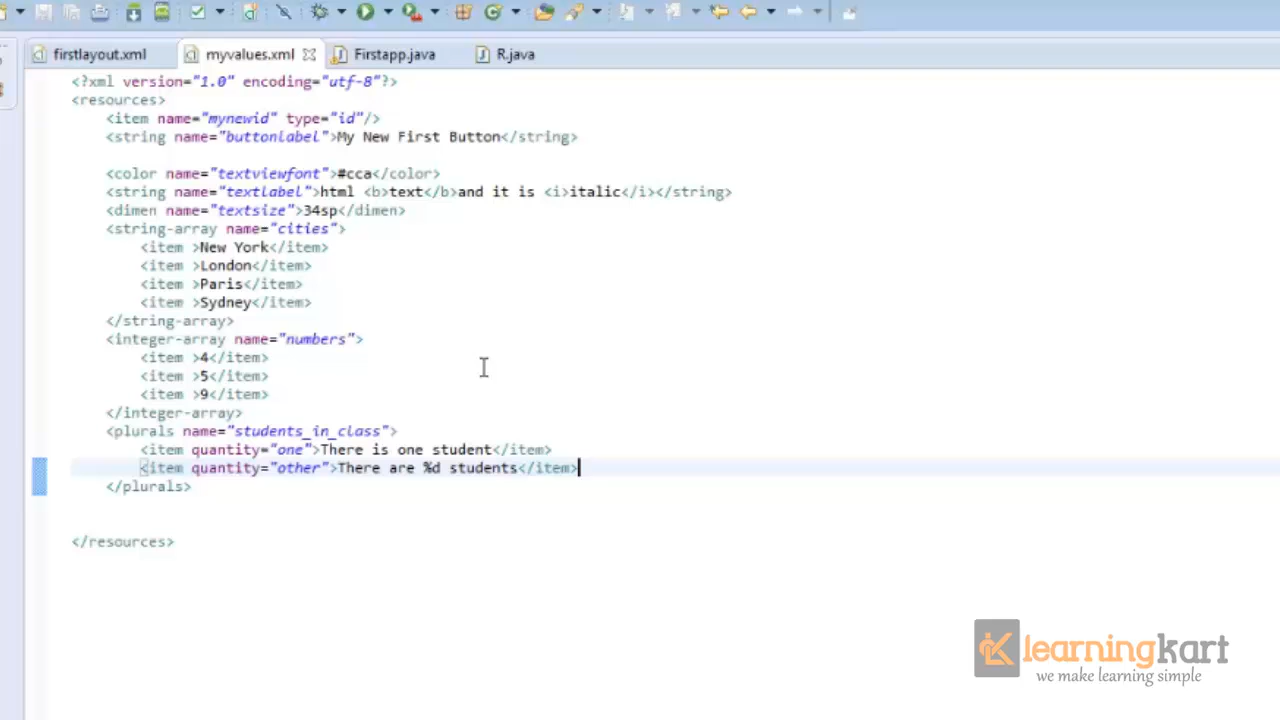 firstlayout.xml myvalues.xml Firstapp.java R.java
<?xml version="1.0" encoding="utf-8"?>
<resources>
<item name="mynewid" type="id"/>
<string name="buttonlabel">My New First Button</string>
<color name="textviewfont">#cca</color>
<string name="textlabel">html <b>text</b>and it is <i>italic</i></string>
<dimen name="textsize">34sp</dimen>
<string-array name="cities">
<item >New York</item>
<item >London</item>
<item >Paris</item>
<item >Sydney</item>
</string-array>
<integer-array name="numbers">
<item >4</item>
<item >5</item>
<item >9</item>
</integer-array>
<plurals name="students_in_class">
<item quantity="one">There is one student</item>
<item quantity="other">There are %d students</item>
</plurals>
</resources>
learningkart
we make learning simple